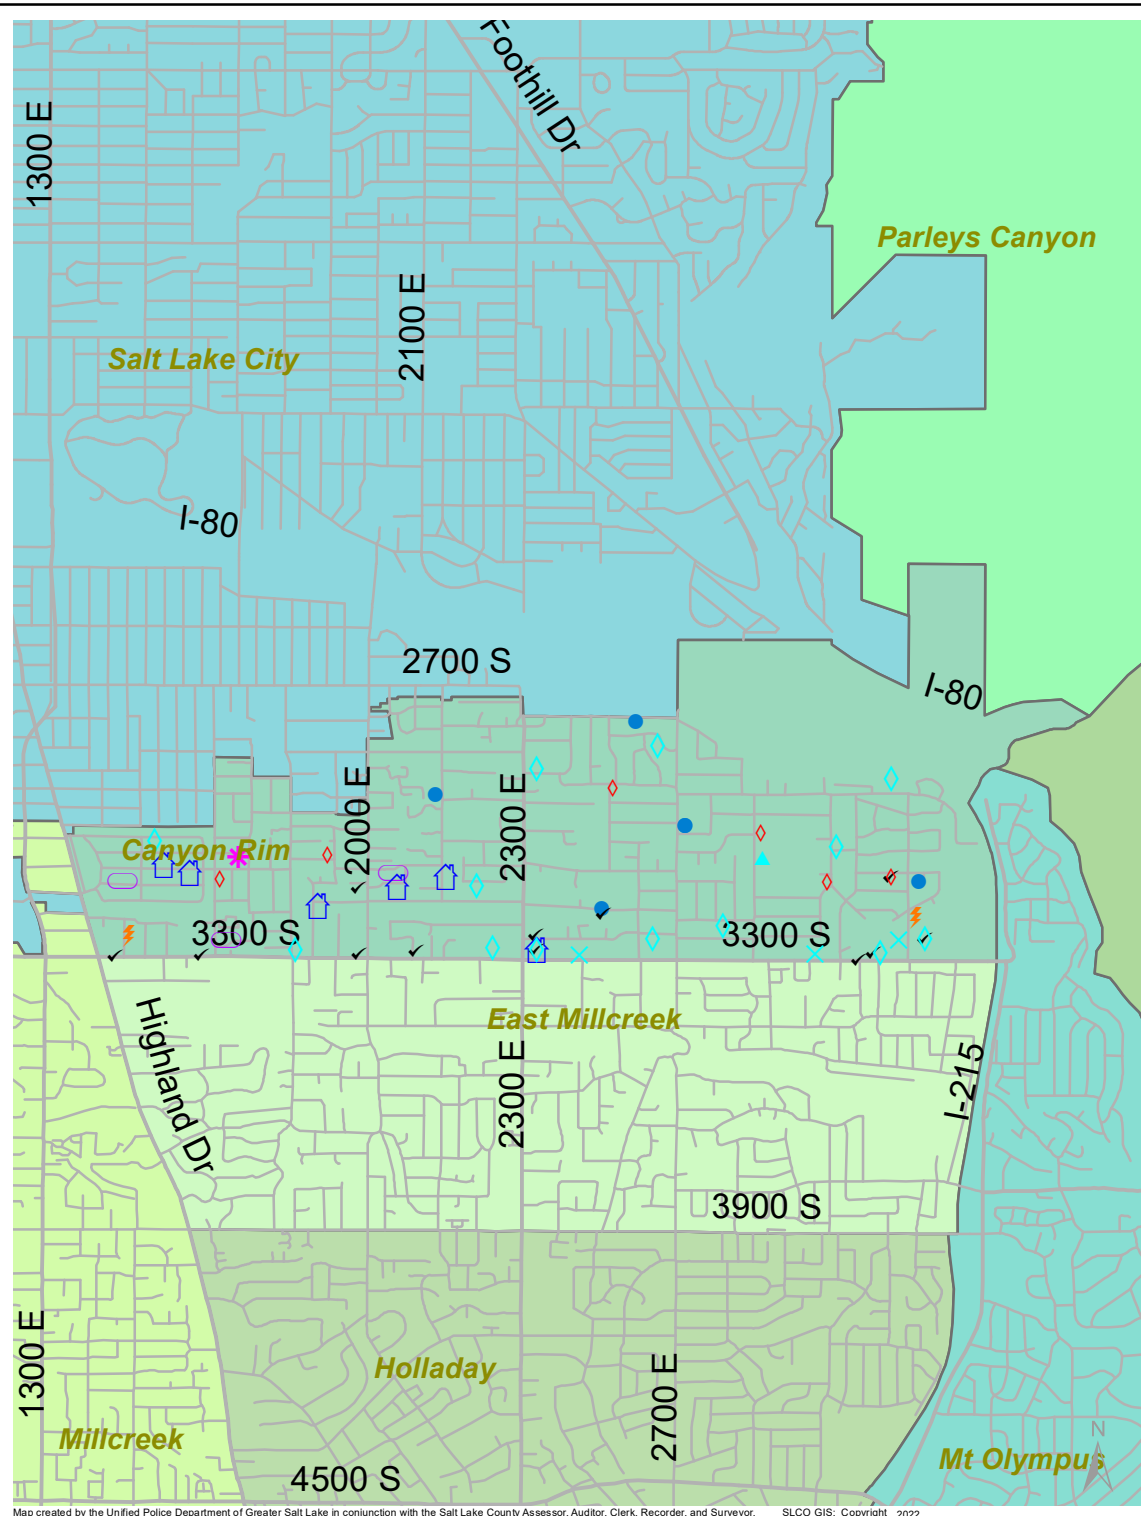 Foothill Dr
1300 E
Parleys Canyon
2100 E
Salt Lake City
I-80
2700 S
I-80
2000 E
2300 E
Canyon Rim
3300 S
3300 S
East Millcreek
Highland Dr
2300 E
I-215
3900 S
1300 E
Holladay
2700 E
Millcreek
N
Mt Olympus
4500 S
Map created by the Unified Police Department of Greater Salt Lake in conjunction with the Salt Lake County Assessor, Auditor, Clerk, Recorder, and Surveyor. SLCO GIS: Copyright 2022